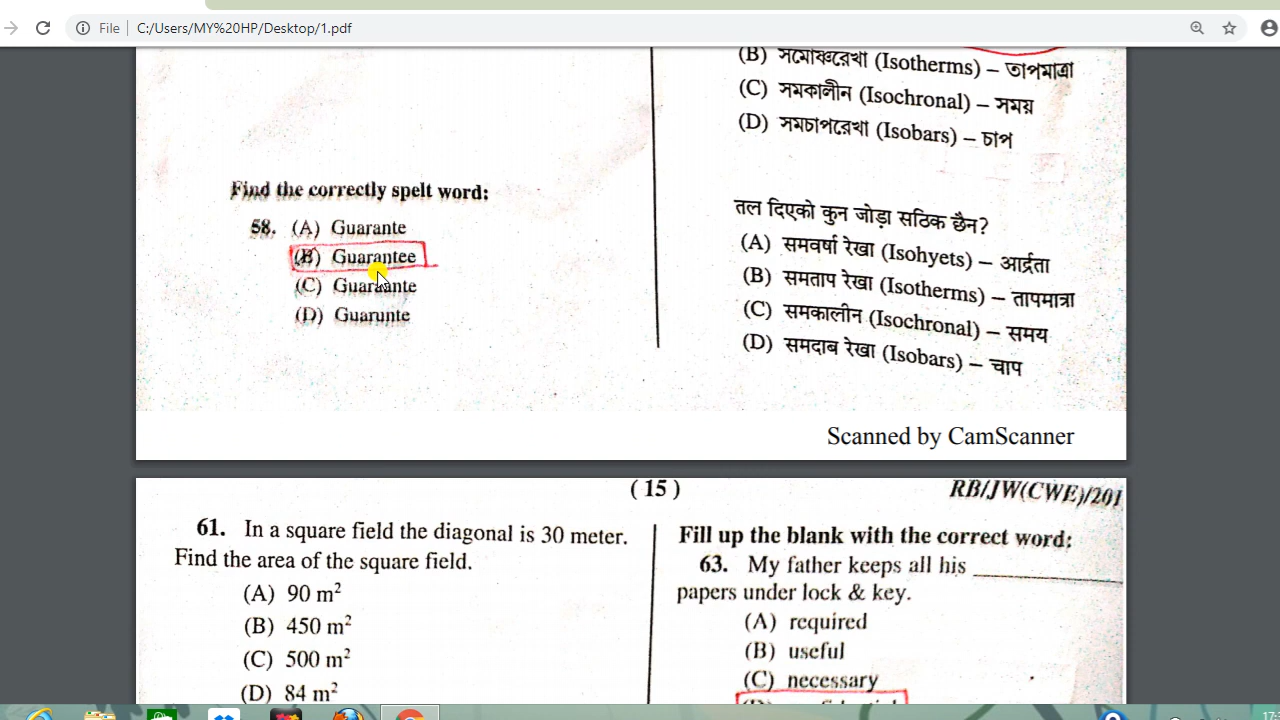 File C:/Users/MY%20HP/Desktop/1.pdf
Find the correctly spelt word:
58. (A) Guarante
(B) Guarantee
(C) Guaraante
(D) Guarunte
(B) সমোষ্ণরেখা (Isotherms) – তাপমাত্ৰা
(C) সমকালীন (Isochronal) – সময়
(D) সমচাপরেখা (Isobars) – চাপ
तल दिएको कुन जोड़ा सठिक छैन?
(A) समवर्षा रेखा (Isohyets) – आर्द्रता
(B) समताप रेखा (Isotherms) – तापमात्रा
(C) समकालीन (Isochronal) – समय
(D) समदाब रेखा (Isobars) – चाप
Scanned by CamScanner
( 15 )
RB/JW(CWE)/201
61. In a square field the diagonal is 30 meter.
Find the area of the square field.
(A) 90 m²
(B) 450 m²
(C) 500 m²
(D) 84 m²
Fill up the blank with the correct word:
63. My father keeps all his ____________
papers under lock & key.
(A) required
(B) useful
(C) necessary